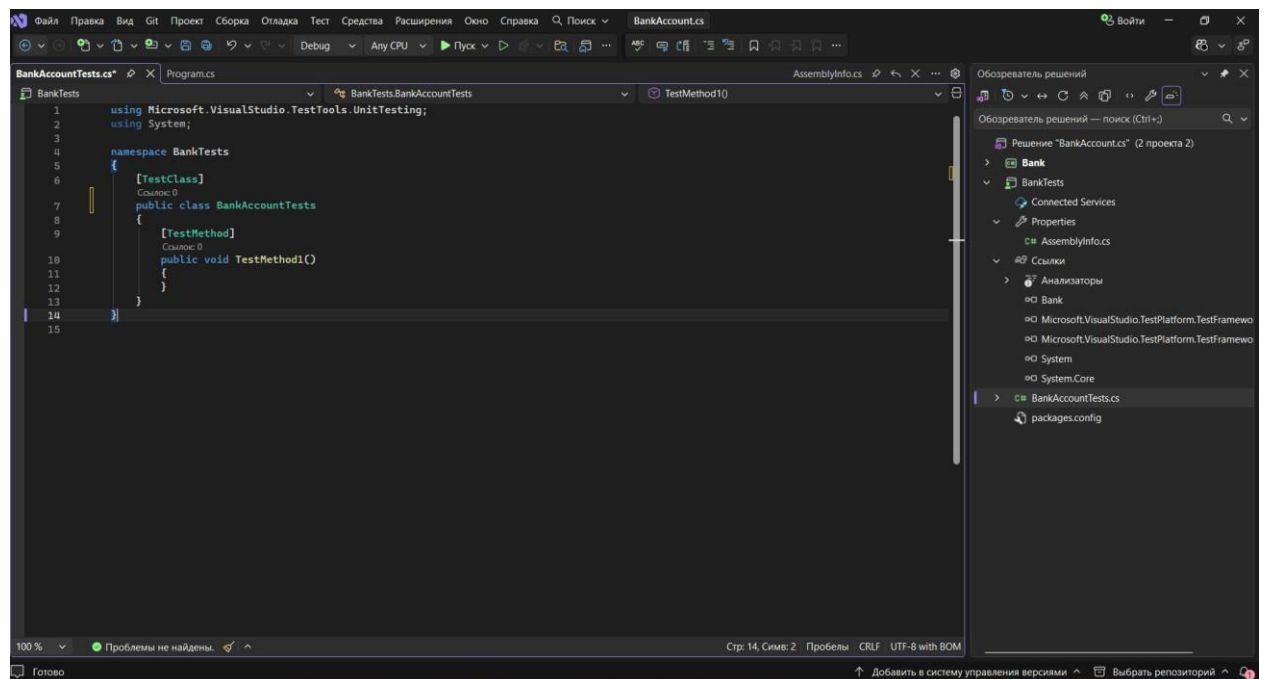 Файл Правка Вид Git Проект Сборка Отладка Тест Средства Расширения Окно Справка Поиск BankAccount.cs Войти
Debug Any CPU Пуск
BankAccountTests.cs* Program.cs AssemblyInfo.cs
BankTests BankTests.BankAccountTests TestMethod1()
1 using Microsoft.VisualStudio.TestTools.UnitTesting;
2 using System;
3
4 namespace BankTests
5 {
6 [TestClass]
Ссылок: 0
7 public class BankAccountTests
8 {
9 [TestMethod]
Ссылок: 0
10 public void TestMethod1()
11 {
12 }
13 }
14 }
15
100 % Проблемы не найдены. Стр: 14, Симв: 2 Пробелы CRLF UTF-8 with BOM
Обозреватель решений
Обозреватель решений — поиск (Ctrl+;)
Решение "BankAccount.cs" (2 проекта 2)
C# Bank
BankTests
Connected Services
Properties
C# AssemblyInfo.cs
Ссылки
Анализаторы
Bank
Microsoft.VisualStudio.TestPlatform.TestFramewo
Microsoft.VisualStudio.TestPlatform.TestFramewo
System
System.Core
C# BankAccountTests.cs
packages.config
Готово Добавить в систему управления версиями Выбрать репозиторий